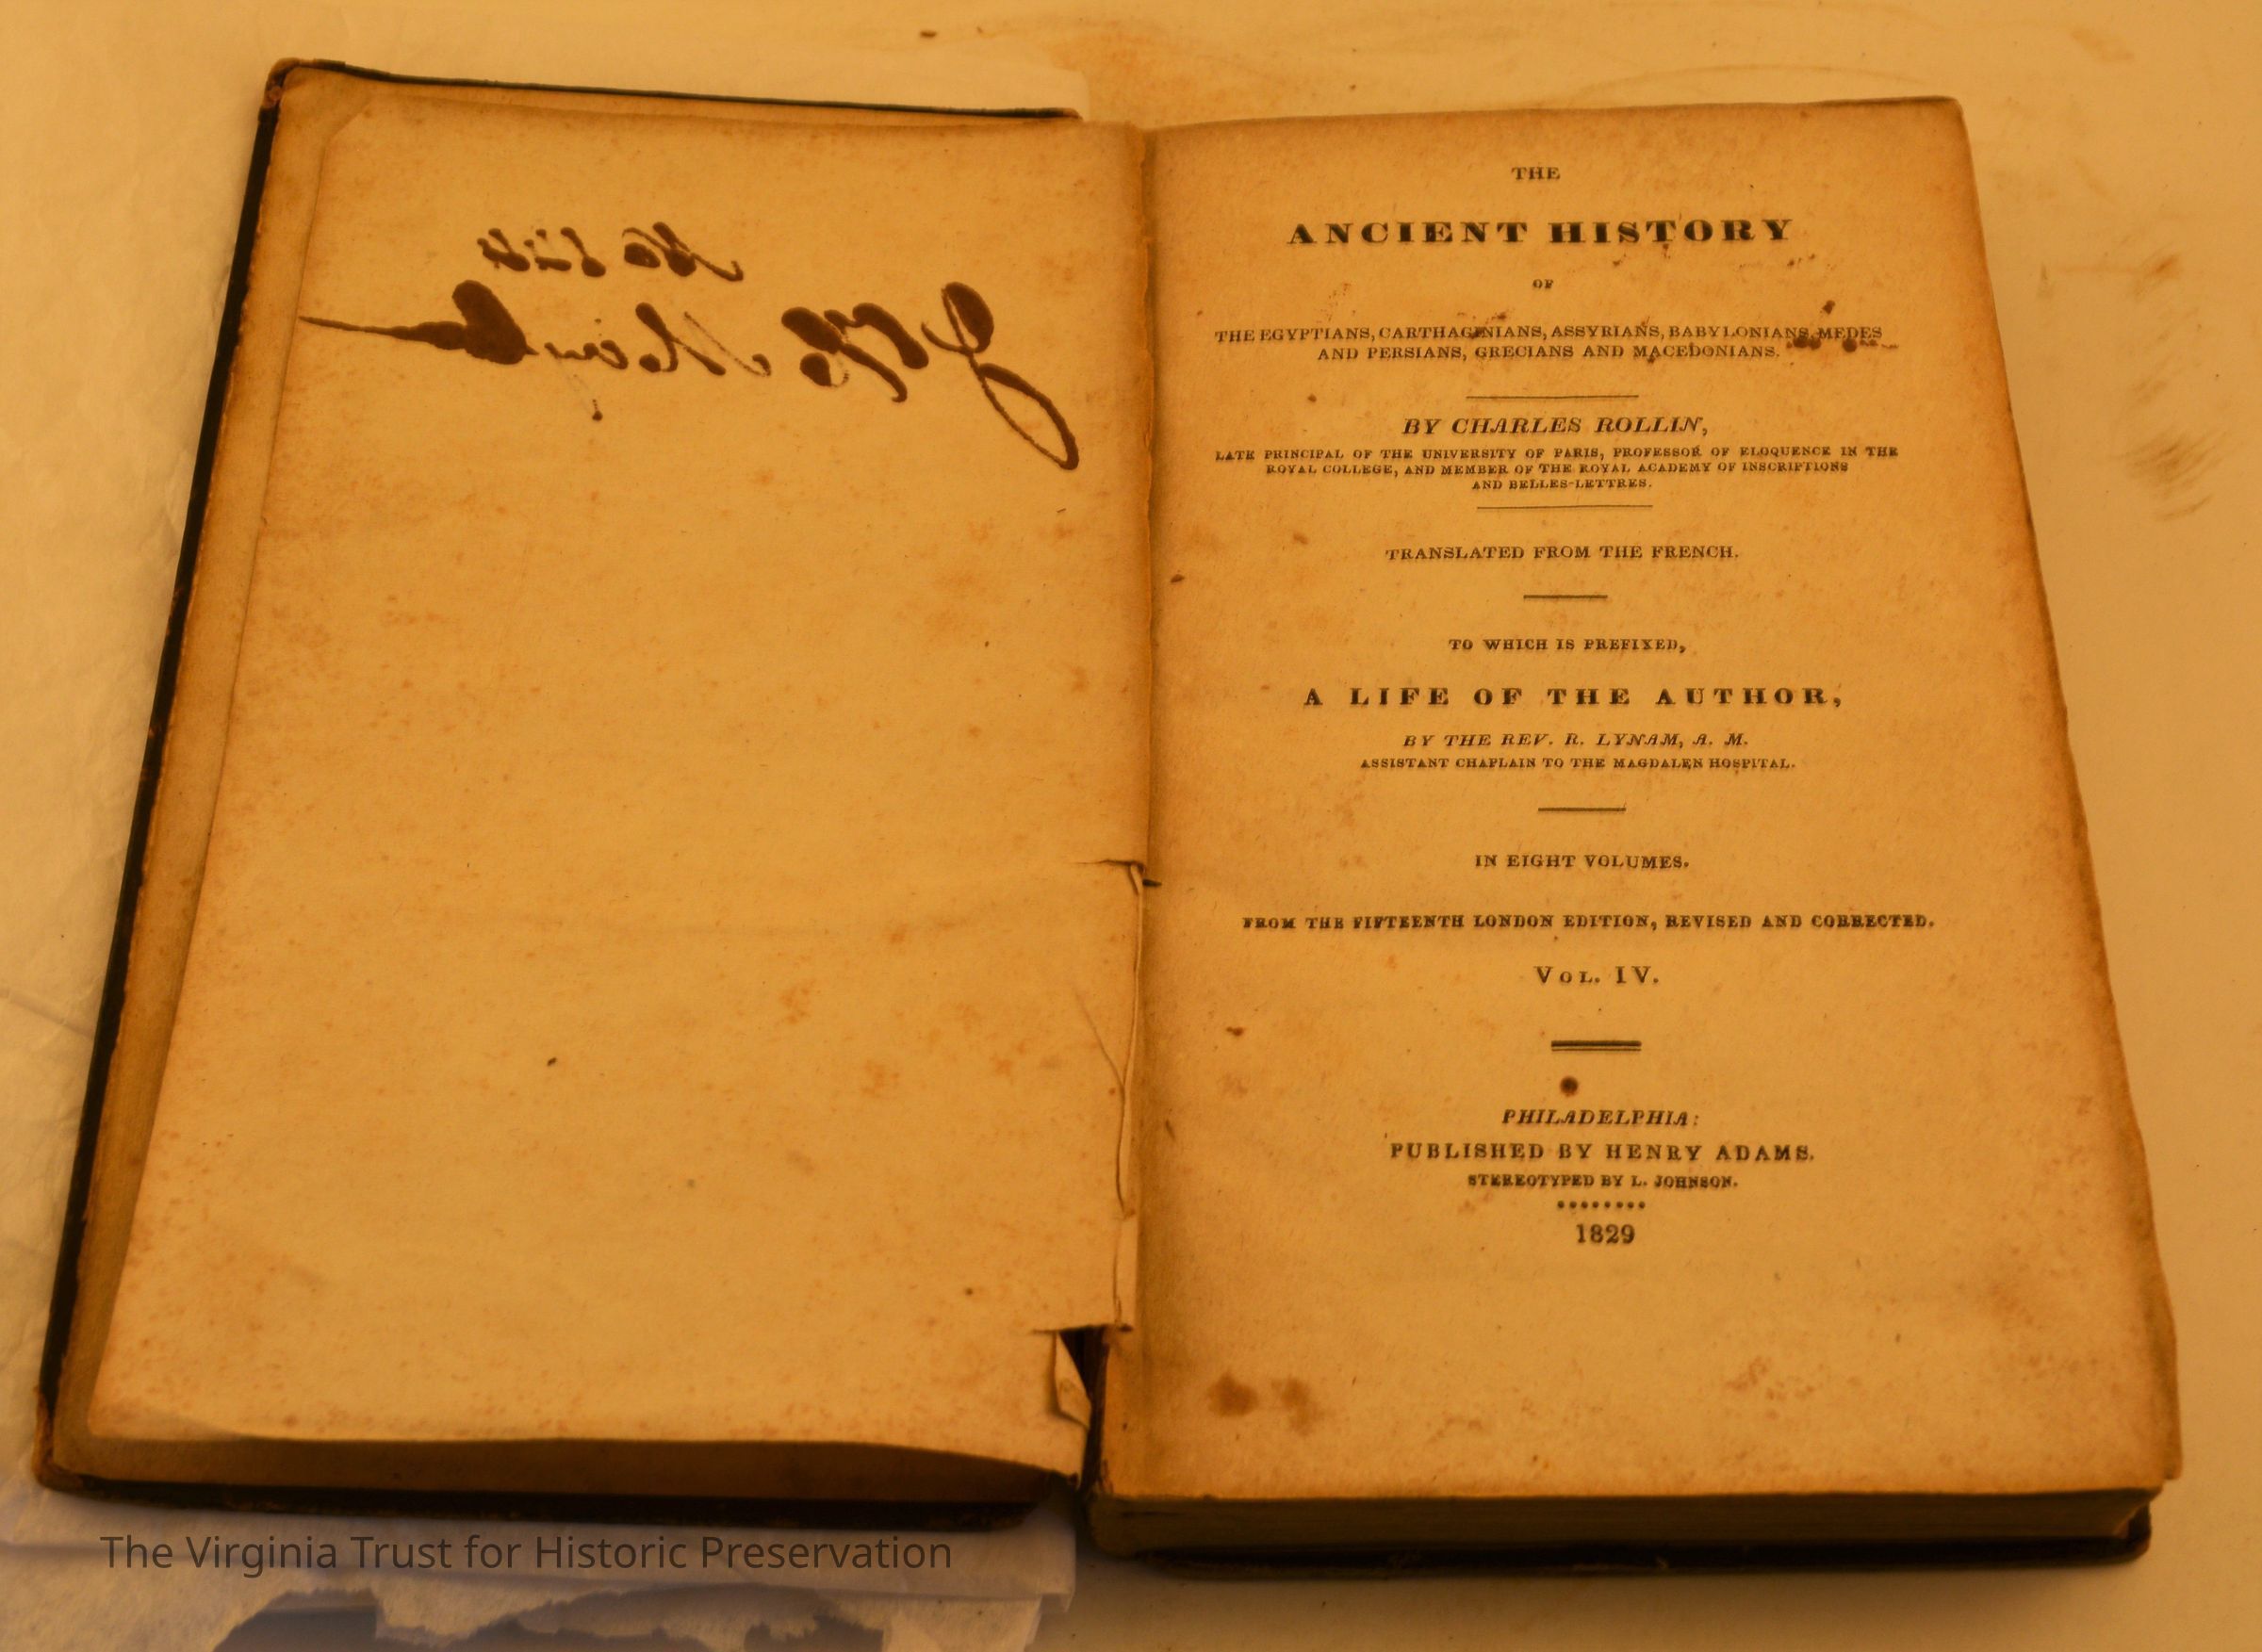 THE
ANCIENT HISTORY
OF
THE EGYPTIANS, CARTHAGINIANS, ASSYRIANS, BABYLONIANS, MEDES
AND PERSIANS, GRECIANS AND MACEDONIANS.
BY CHARLES ROLLIN,
LATE PRINCIPAL OF THE UNIVERSITY OF PARIS, PROFESSOR OF ELOQUENCE IN THE
ROYAL COLLEGE, AND MEMBER OF THE ROYAL ACADEMY OF INSCRIPTIONS
AND BELLES-LETTRES.
TRANSLATED FROM THE FRENCH.
TO WHICH IS PREFIXED,
A LIFE OF THE AUTHOR,
BY THE REV. R. LYNAM, A. M.
ASSISTANT CHAPLAIN TO THE MAGDALEN HOSPITAL.
IN EIGHT VOLUMES.
FROM THE FIFTEENTH LONDON EDITION, REVISED AND CORRECTED.
VOL. IV.
PHILADELPHIA:
PUBLISHED BY HENRY ADAMS.
STEREOTYPED BY L. JOHNSON.
1829
The Virginia Trust for Historic Preservation